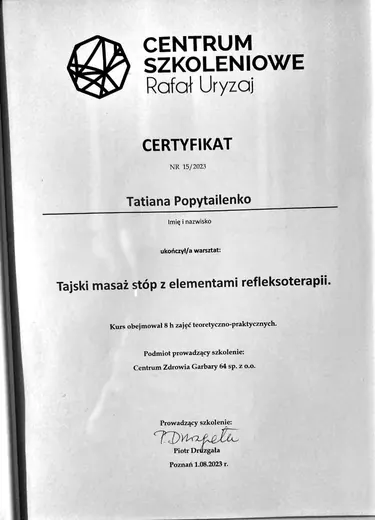 CENTRUM
SZKOLENIOWE
Rafał Uryzaj
CERTYFIKAT
NR 15/2023
Tatiana Popytailenko
Imię i nazwisko
ukończył/a warsztat:
Tajski masaż stóp z elementami refleksoterapii.
Kurs obejmował 8 h zajęć teoretyczno-praktycznych.
Podmiot prowadzący szkolenie:
Centrum Zdrowia Garbary 64 sp. z o.o.
Prowadzący szkolenie:
P. Druzgała
Piotr Druzgała
Poznań 1.08.2023 r.